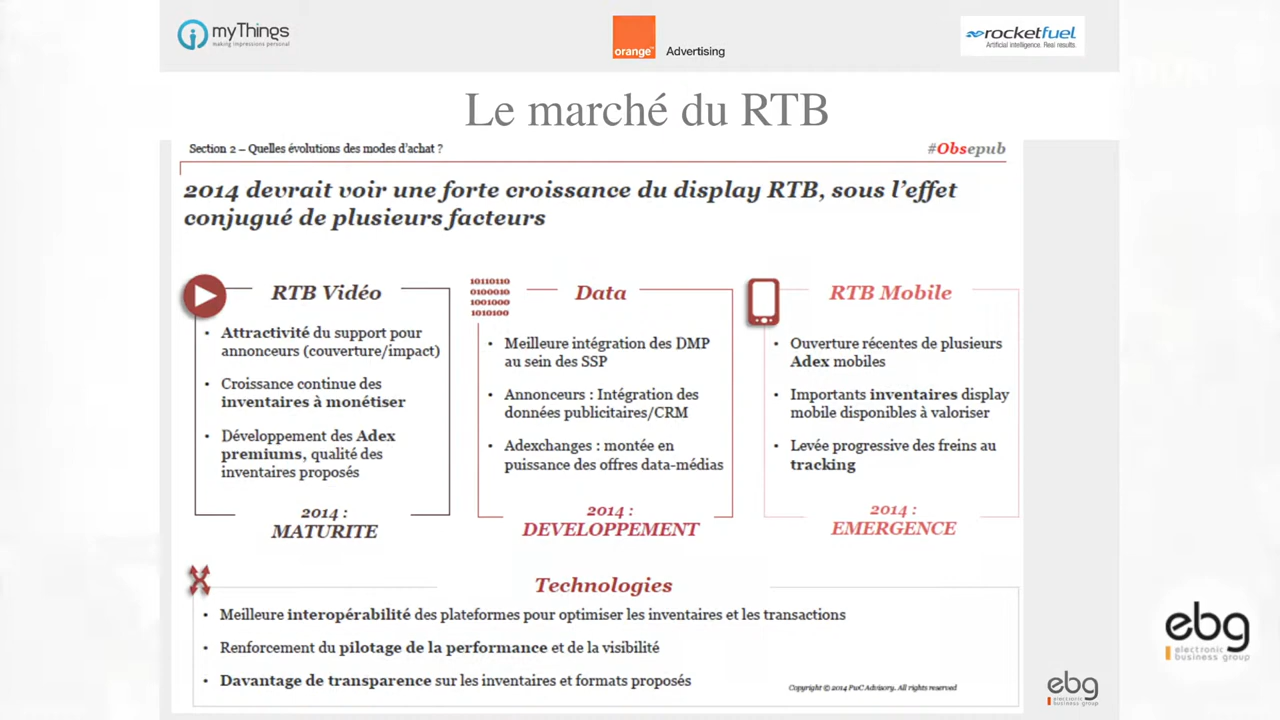 myThings
making impressions personal
orange™
Advertising
rocketfuel
Artificial Intelligence. Real results.
Le marché du RTB
Section 2 – Quelles évolutions des modes d'achat ?
#Obsepub
2014 devrait voir une forte croissance du display RTB, sous l'effet
conjugué de plusieurs facteurs
RTB Vidéo
• Attractivité du support pour
annonceurs (couverture/impact)
• Croissance continue des
inventaires à monétiser
• Développement des Adex
premiums, qualité des
inventaires proposés
2014 :
MATURITE
10110110
0100010
1001000
1010100
Data
• Meilleure intégration des DMP
au sein des SSP
• Annonceurs : Intégration des
données publicitaires/CRM
• Adexchanges : montée en
puissance des offres data-médias
2014 :
DEVELOPPEMENT
RTB Mobile
• Ouverture récentes de plusieurs
Adex mobiles
• Importants inventaires display
mobile disponibles à valoriser
• Levée progressive des freins au
tracking
2014 :
EMERGENCE
Technologies
• Meilleure interopérabilité des plateformes pour optimiser les inventaires et les transactions
• Renforcement du pilotage de la performance et de la visibilité
• Davantage de transparence sur les inventaires et formats proposés
Copyright © 2014 PwC Advisory. All rights reserved
ebg
electronic
business group
ebg
electronic
business group